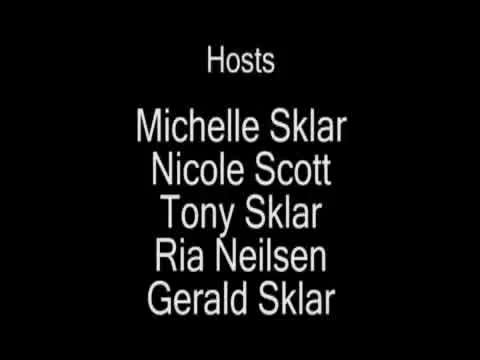 Hosts
Michelle Sklar
Nicole Scott
Tony Sklar
Ria Neilsen
Gerald Sklar